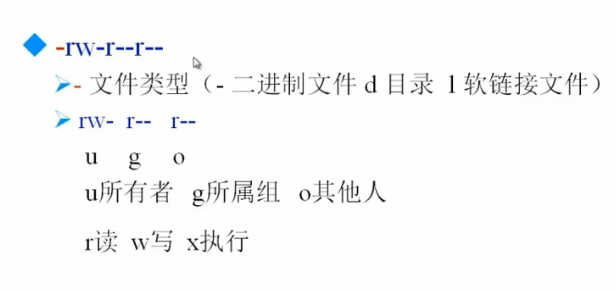 -rw-r--r--
- 文件类型（- 二进制文件 d 目录 l 软链接文件）
rw- r-- r--
u g o
u所有者 g所属组 o其他人
r读 w写 x执行